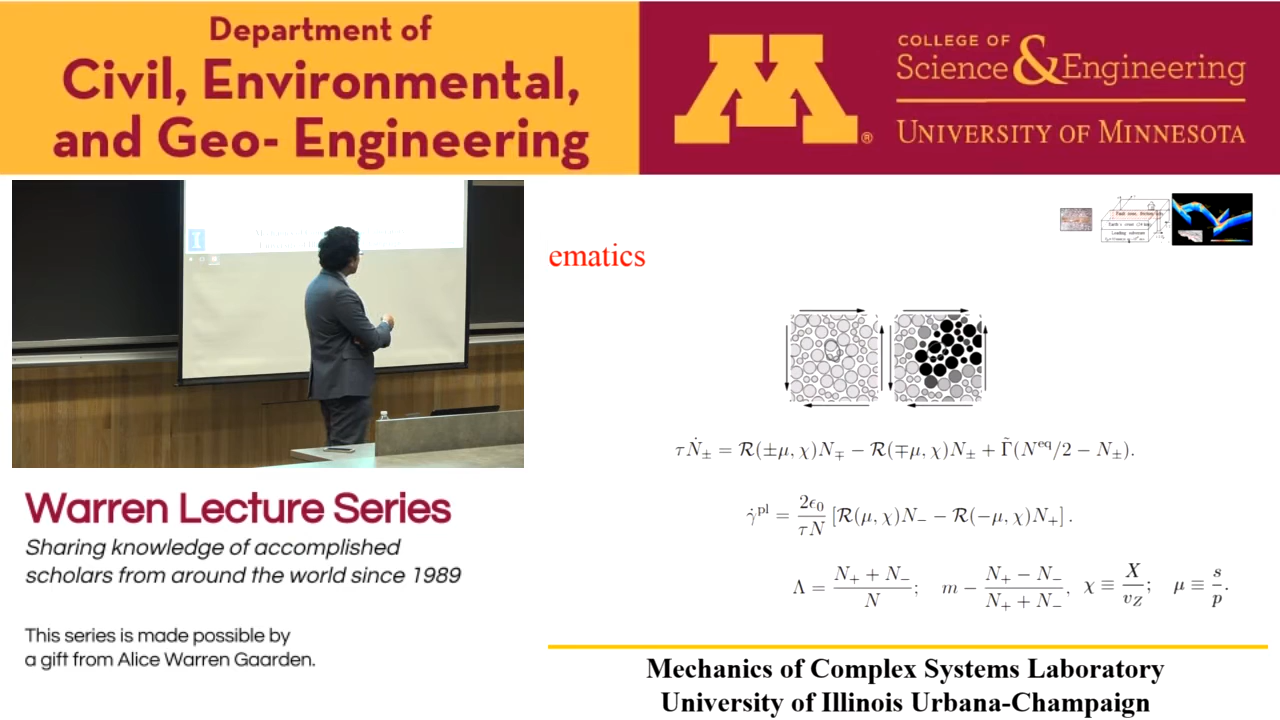 Department of
Civil, Environmental,
and Geo- Engineering
M®
COLLEGE OF
Science & Engineering
UNIVERSITY OF MINNESOTA
ematics
τṄ± = 𝓡(±μ, χ)N∓ − 𝓡(∓μ, χ)N± + Γ̃(N^eq/2 − N±).
γ̇^pl = 2ε₀/τN [𝓡(μ, χ)N₋ − 𝓡(−μ, χ)N₊].
Λ = (N₊ + N₋)/N; m − (N₊ − N₋)/(N₊ + N₋), χ ≡ X/v_Z; μ ≡ s/p.
Warren Lecture Series
Sharing knowledge of accomplished
scholars from around the world since 1989
This series is made possible by
a gift from Alice Warren Gaarden.
Mechanics of Complex Systems Laboratory
University of Illinois Urbana-Champaign